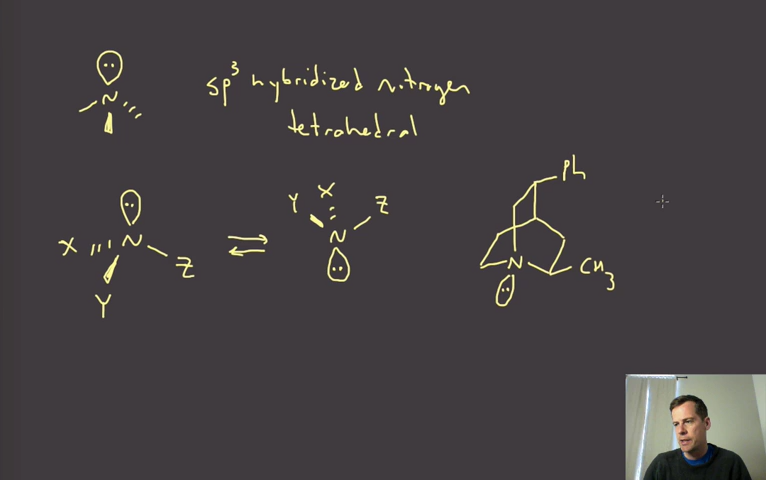 N
sp³ hybridized nitrogen
tetrahedral
X N Z Y
Y X N Z
Ph
N CH₃